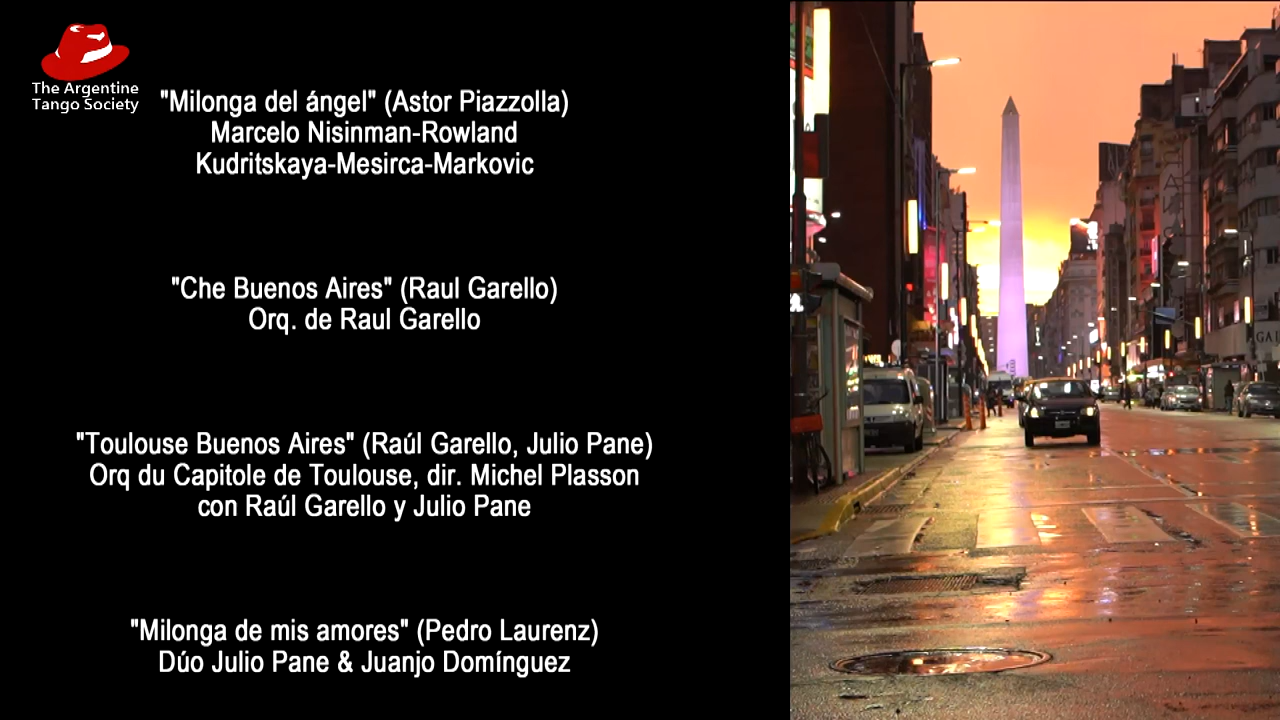 The Argentine
Tango Society
"Milonga del ángel" (Astor Piazzolla)
Marcelo Nisinman-Rowland
Kudritskaya-Mesirca-Markovic
"Che Buenos Aires" (Raul Garello)
Orq. de Raul Garello
"Toulouse Buenos Aires" (Raúl Garello, Julio Pane)
Orq du Capitole de Toulouse, dir. Michel Plasson
con Raúl Garello y Julio Pane
"Milonga de mis amores" (Pedro Laurenz)
Dúo Julio Pane & Juanjo Domínguez